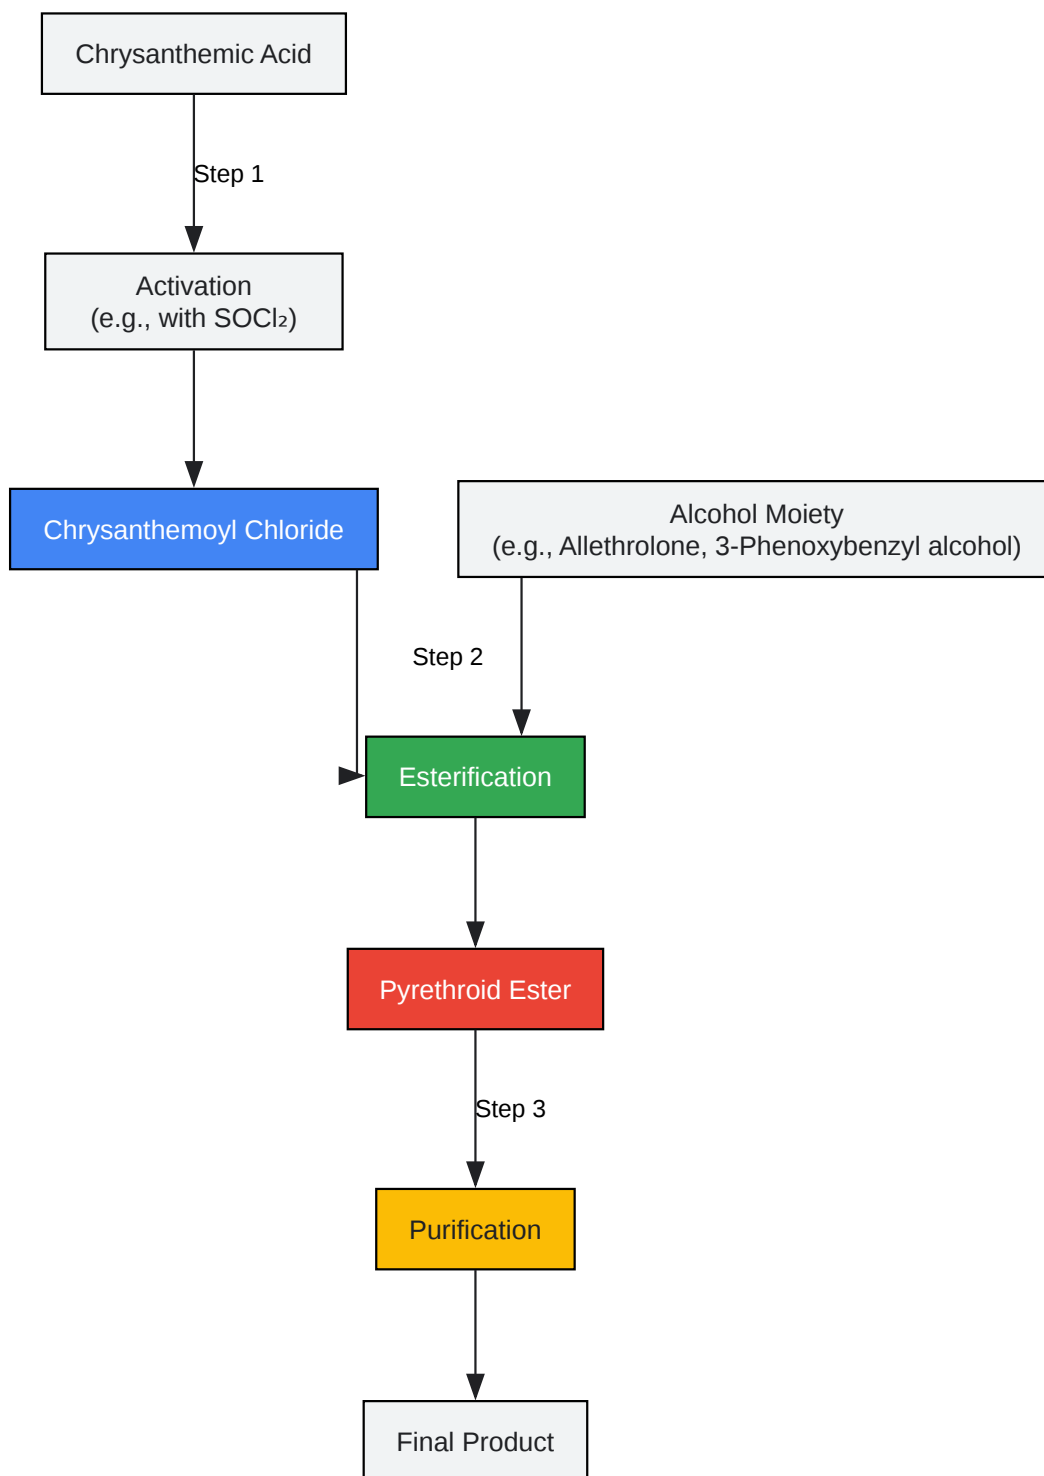 Chrysanthemic Acid
Step 1
Activation
(e.g., with SOCl₂)
Chrysanthemoyl Chloride
Alcohol Moiety
(e.g., Allethrolone, 3-Phenoxybenzyl alcohol)
Step 2
Esterification
Pyrethroid Ester
Step 3
Purification
Final Product